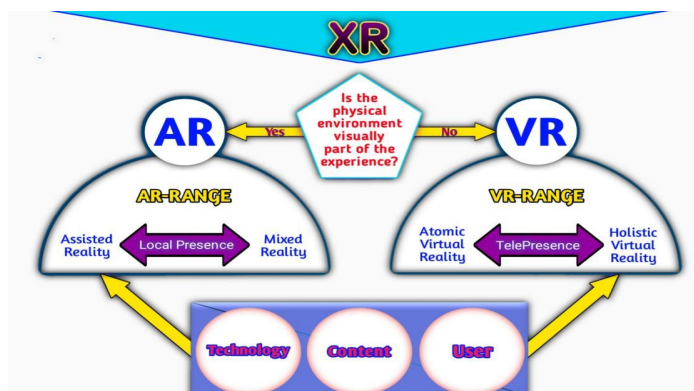 XR
Is the
physical
environment
visually
part of the
experience?
AR
Yes
No
VR
AR-RANGE
VR-RANGE
Assisted
Reality
Local Presence
Mixed
Reality
Atomic
Virtual
Reality
TelePresence
Holistic
Virtual
Reality
Technology
Content
User